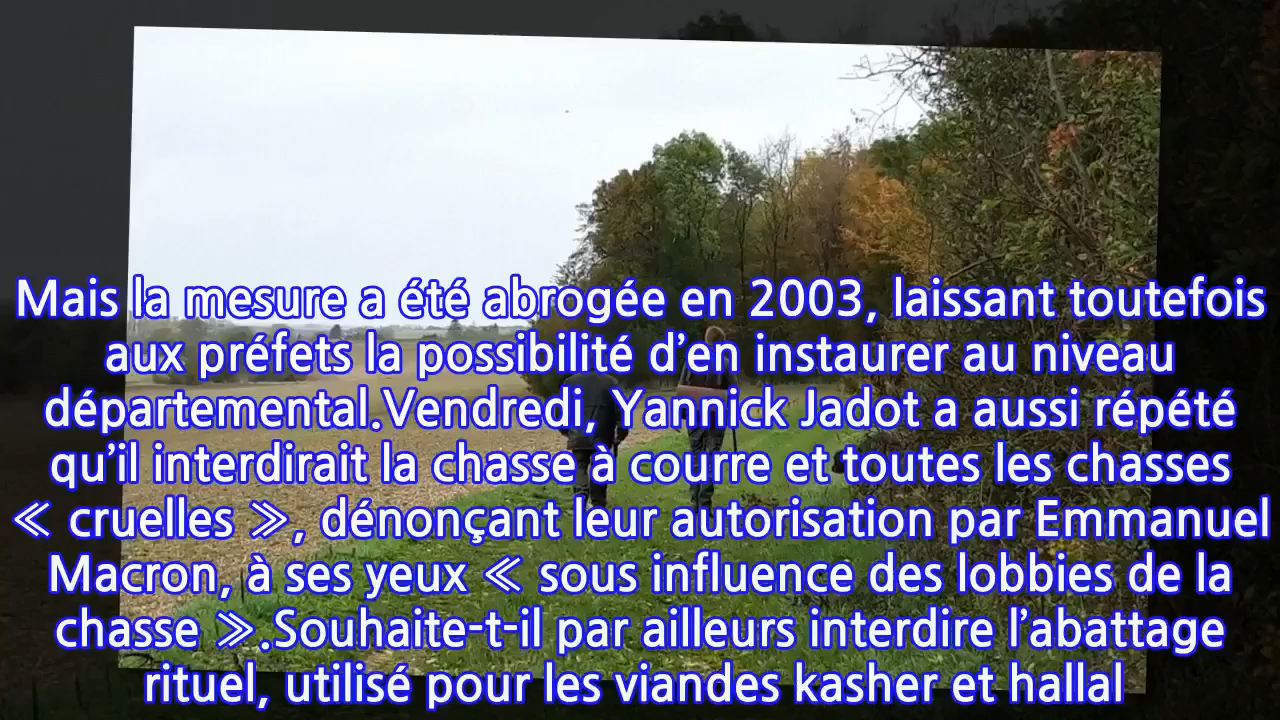 Mais la mesure a été abrogée en 2003, laissant toutefois
aux préfets la possibilité d'en instaurer au niveau
départemental.Vendredi, Yannick Jadot a aussi répété
qu'il interdirait la chasse à courre et toutes les chasses
≪ cruelles ≫, dénonçant leur autorisation par Emmanuel
Macron, à ses yeux ≪ sous influence des lobbies de la
chasse ≫.Souhaite-t-il par ailleurs interdire l'abattage
rituel, utilisé pour les viandes kasher et hallal